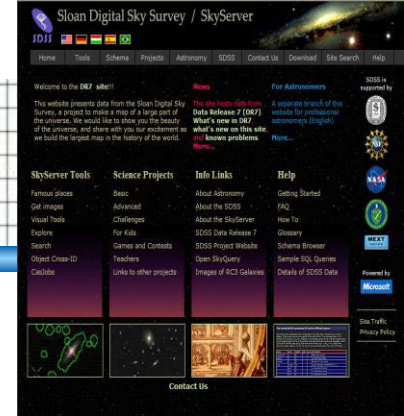 Sloan Digital Sky Survey / SkyServer
SDSS
Home Tools Schema Projects Astronomy SDSS Contact Us Download Site Search Help
Welcome to the DR7 site!!!
This website presents data from the Sloan Digital Sky
Survey, a project to make a map of a large part of
the universe. We would like to show you the beauty
of the universe, and share with you our excitement as
we build the largest map in the history of the world.
News
The site hosts data from
Data Release 7 (DR7)
What's new in DR7
what's new on this site
and known problems
More...
For Astronomers
A separate branch of this
website for professional
astronomers (English)
More...
SDSS is
supported by
SkyServer Tools
Famous places
Get images
Visual Tools
Explore
Search
Object Cross-ID
CasJobs
Science Projects
Basic
Advanced
Challenges
For Kids
Games and Contests
Teachers
Links to other projects
Info Links
About Astronomy
About the SDSS
About the SkyServer
SDSS Data Release 7
SDSS Project Website
Open SkyQuery
Images of RC3 Galaxies
Help
Getting Started
FAQ
How To
Glossary
Schema Browser
Sample SQL Queries
Details of SDSS Data
NSF
NASA
MEXT
Powered by
Microsoft
Site Traffic
Privacy Policy
Contact Us